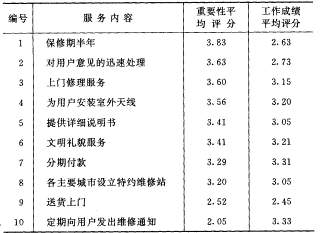 编号 服务内容 重要性平均评分 工作成绩平均评分
1 保修期半年 3.83 2.63
2 对用户意见的迅速处理 3.63 2.73
3 上门修理服务 3.60 3.15
4 为用户安装室外天线 3.56 3.20
5 提供详细说明书 3.41 3.05
6 文明礼貌服务 3.41 3.21
7 分期付款 3.29 3.31
8 各主要城市设立特约维修站 3.20 3.05
9 送货上门 2.52 2.45
10 定期向用户发出维修通知 2.05 3.33